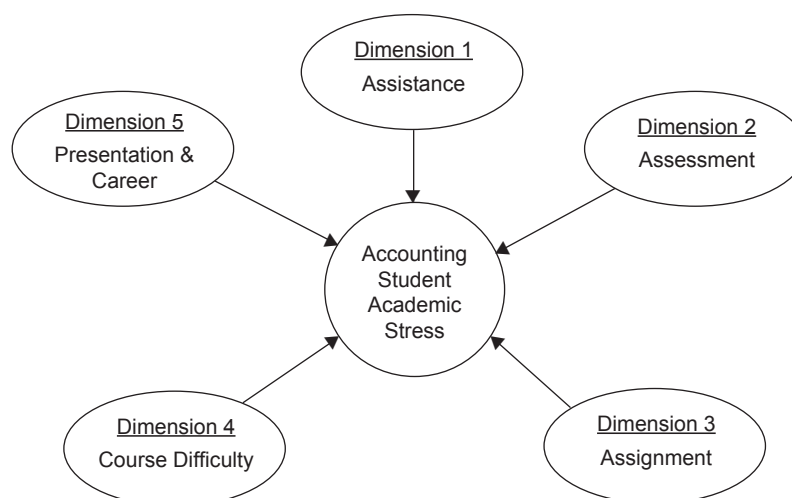 Dimension 1
Assistance
Dimension 5
Presentation &
Career
Dimension 2
Assessment
Accounting
Student
Academic
Stress
Dimension 4
Course Difficulty
Dimension 3
Assignment